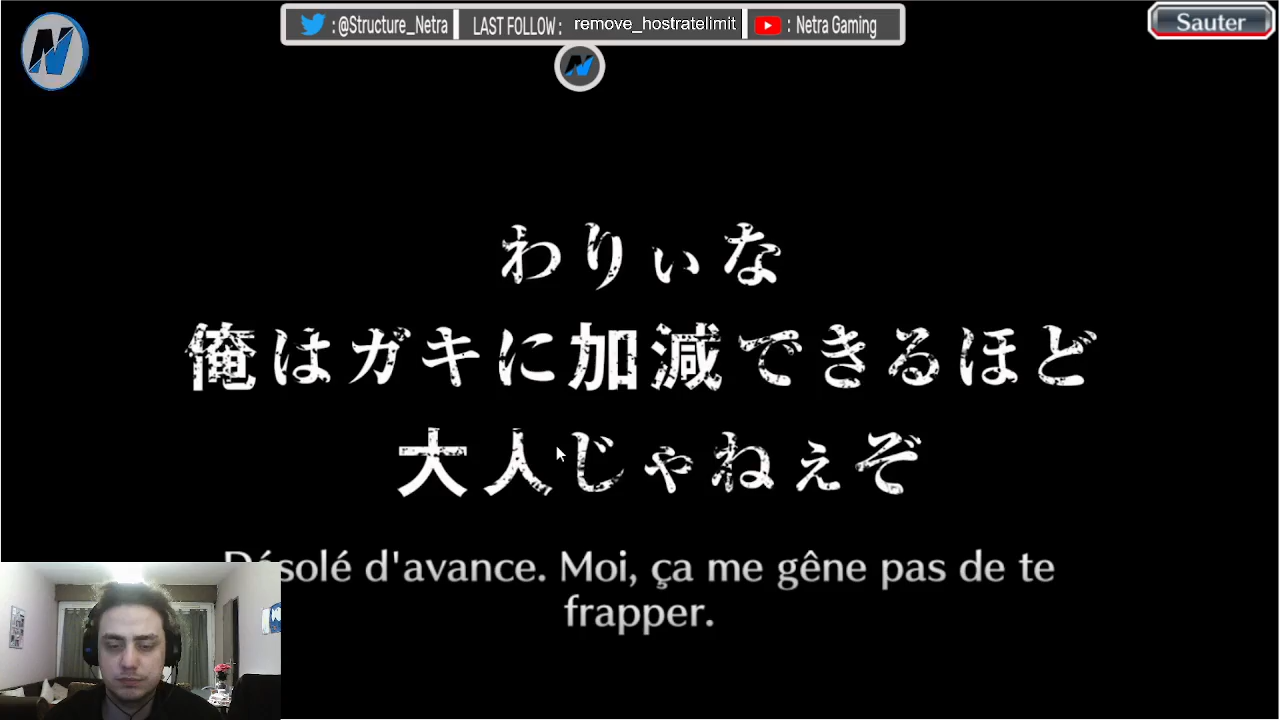 : @Structure_Netra LAST FOLLOW : remove_hostratelimit : Netra Gaming
Sauter
わりぃな
俺はガキに加減できるほど
大人じゃねぇぞ
Désolé d'avance. Moi, ça me gêne pas de te
frapper.